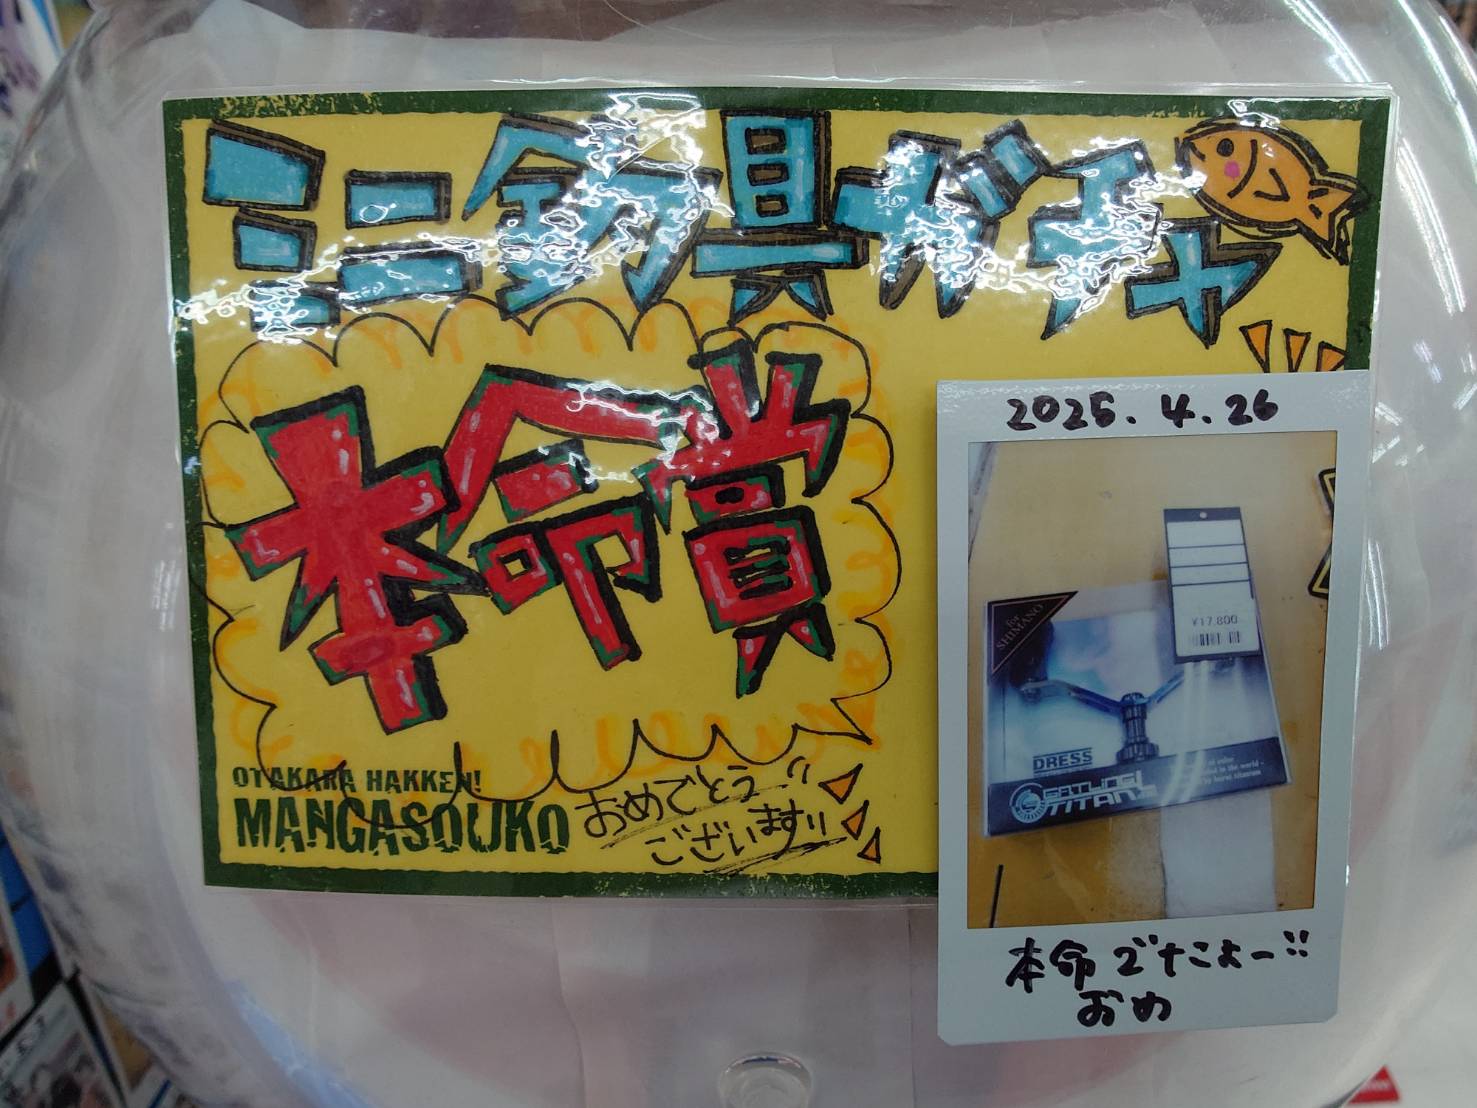 ミニ釣具ガチャ
本命賞
OTAKARA HAKKEN!
MANGASOUKO
おめでとう!!
ございます!!
2025.4.26
for
SHIMANO
¥17,800
DRESS
GATLING!
TITAN
本命でたよー!!
おめ